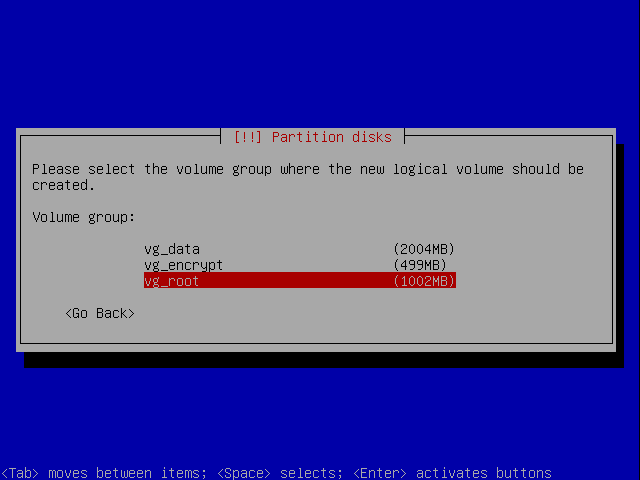 [!!] Partition disks
Please select the volume group where the new logical volume should be
created.
Volume group:
vg_data (2004MB)
vg_encrypt (499MB)
vg_root (1002MB)
<Go Back>
<Tab> moves between items; <Space> selects; <Enter> activates buttons